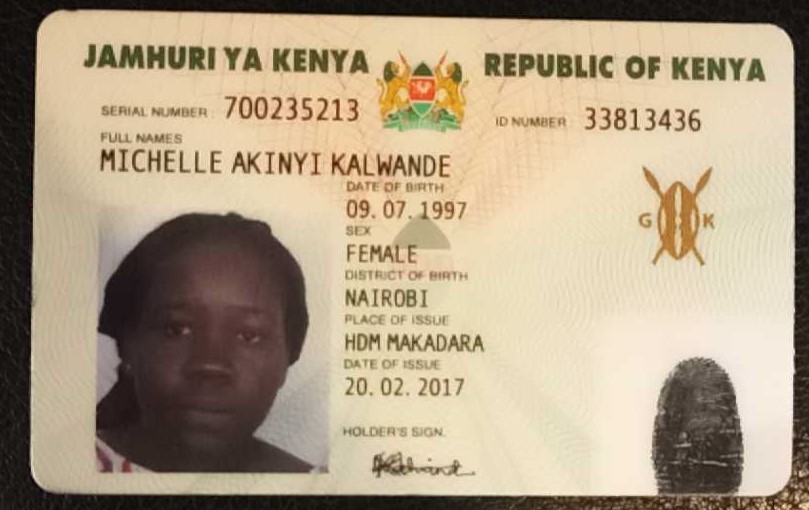 JAMHURI YA KENYA REPUBLIC OF KENYA
SERIAL NUMBER: 700235213 ID NUMBER: 33813436
FULL NAMES
MICHELLE AKINYI KALWANDE
DATE OF BIRTH
09.07.1997
SEX
FEMALE
DISTRICT OF BIRTH
NAIROBI
PLACE OF ISSUE
HDM MAKADARA
DATE OF ISSUE
20.02.2017
HOLDER'S SIGN.
G K